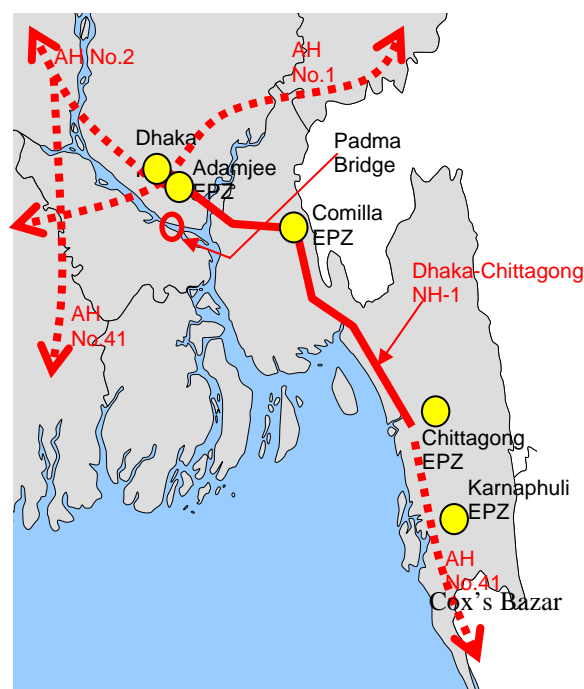 AH No.2
AH
No.1
Dhaka
Padma
Bridge
Adamjee
EPZ
Comilla
EPZ
Dhaka-Chittagong
NH-1
AH
No.41
Chittagong
EPZ
Karnaphuli
EPZ
AH
No.41
Cox's Bazar